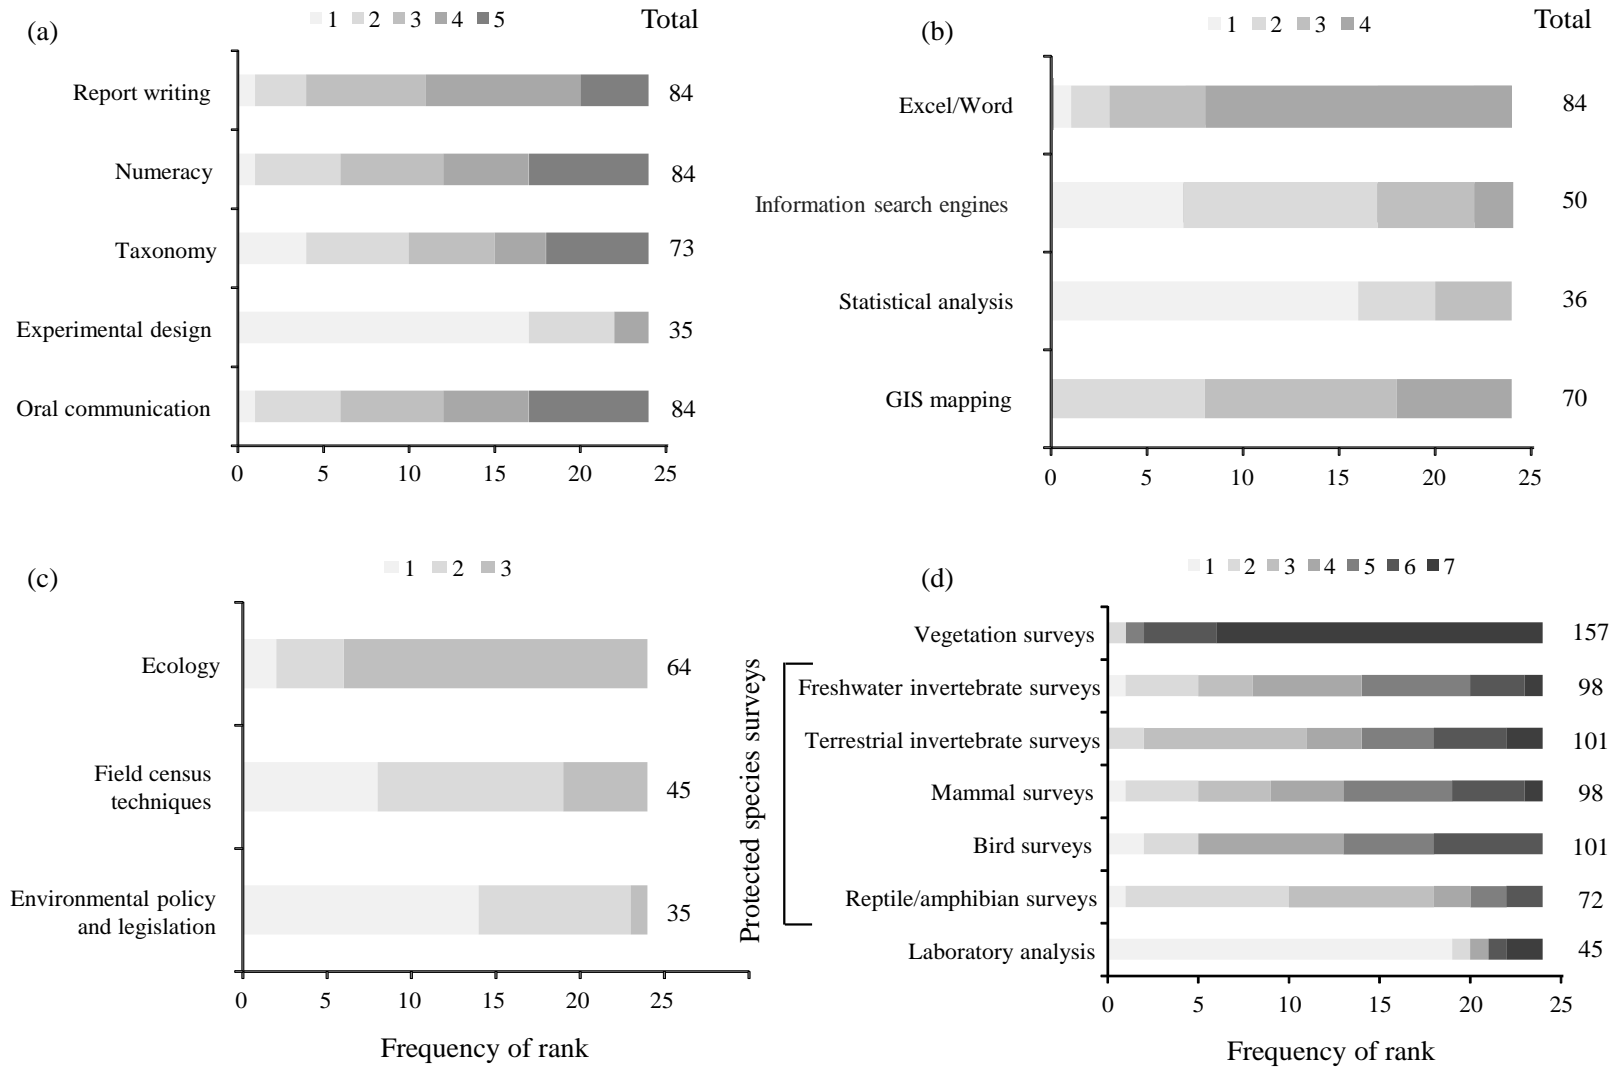 (a)
1 2 3 4 5
Total
Report writing
84
Numeracy
84
Taxonomy
73
Experimental design
35
Oral communication
84
0 5 10 15 20 25
(b)
1 2 3 4
Total
Excel/Word
84
Information search engines
50
Statistical analysis
36
GIS mapping
70
0 5 10 15 20 25
(c)
1 2 3
Ecology
64
Field census
techniques
45
Environmental policy
and legislation
35
0 5 10 15 20 25
Frequency of rank
(d)
1 2 3 4 5 6 7
Protected species surveys
Vegetation surveys
157
Freshwater invertebrate surveys
98
Terrestrial invertebrate surveys
101
Mammal surveys
98
Bird surveys
101
Reptile/amphibian surveys
72
Laboratory analysis
45
0 5 10 15 20 25
Frequency of rank